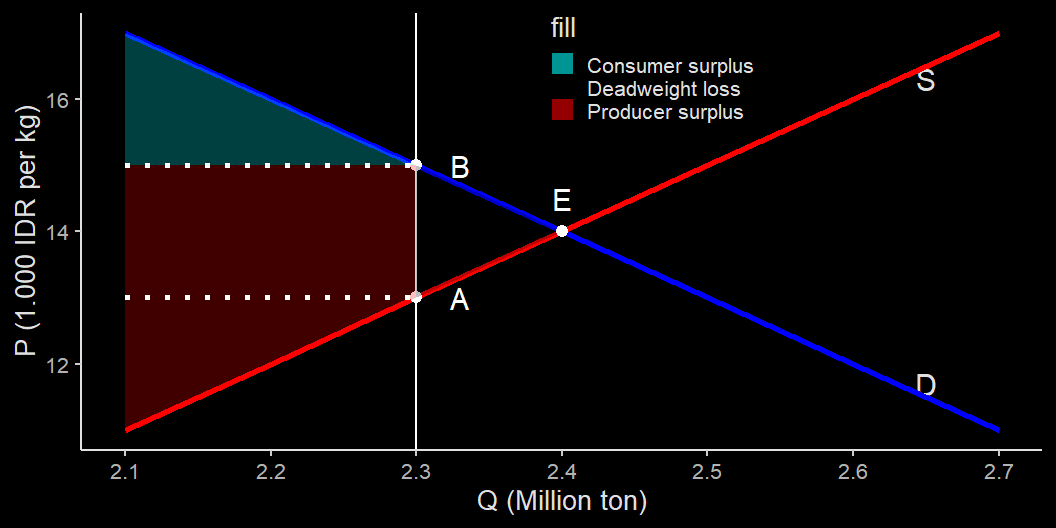 fill
Consumer surplus
Deadweight loss
Producer surplus
P (1.000 IDR per kg)
16
14
12
S
B
E
A
D
2.1 2.2 2.3 2.4 2.5 2.6 2.7
Q (Million ton)